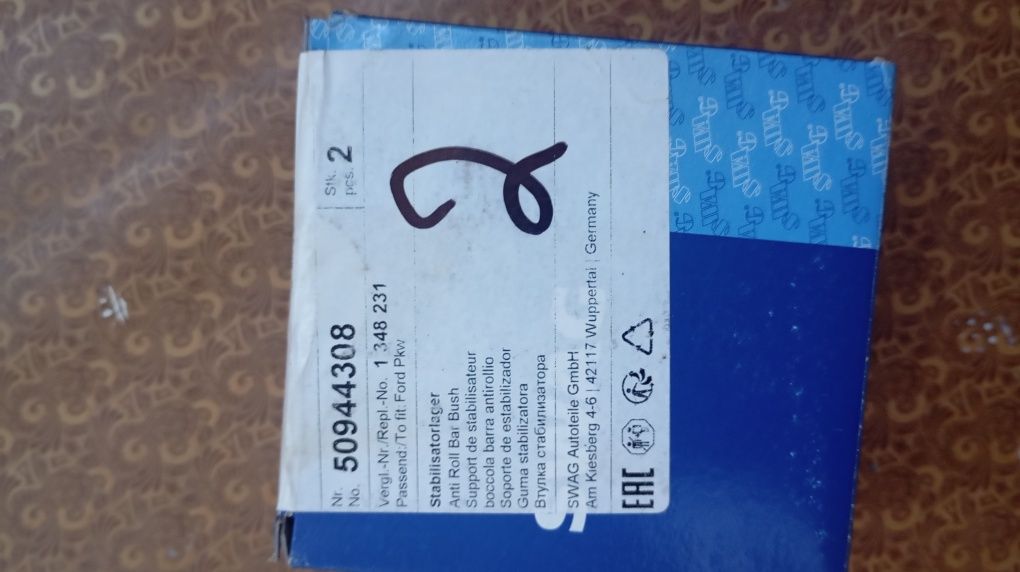 Nr.
No. 50944308
Stk.
pcs. 2
Vergl.-Nr./Repl.-No. 1 348 231
Passend:/To fit: Ford Pkw
2
Stabilisatorlager
Anti Roll Bar Bush
Support de stabilisateur
boccola barra antirollio
Soporte de estabilizador
Guma stabilizatora
Втулка стабилизатора
SWAG Autoteile GmbH
Am Kiesberg 4-6 | 42117 Wuppertal | Germany
EAC
SWAG